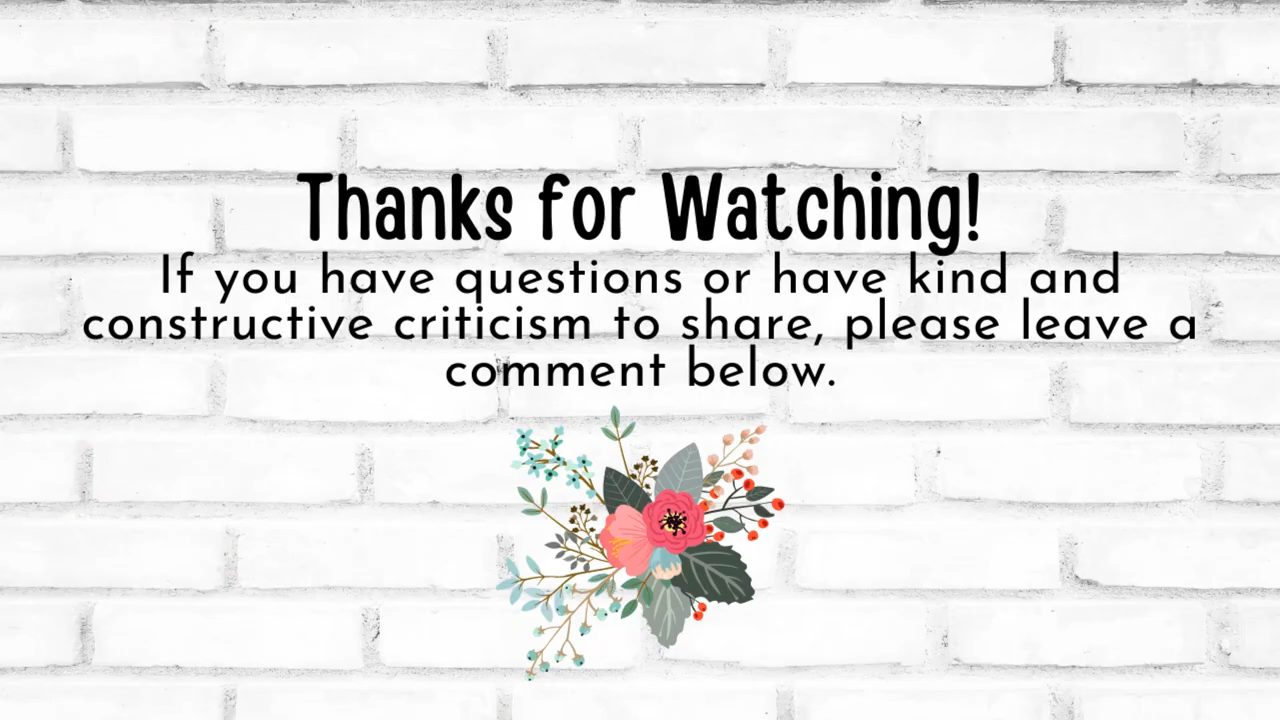 Thanks for Watching!
If you have questions or have kind and
constructive criticism to share, please leave a
comment below.